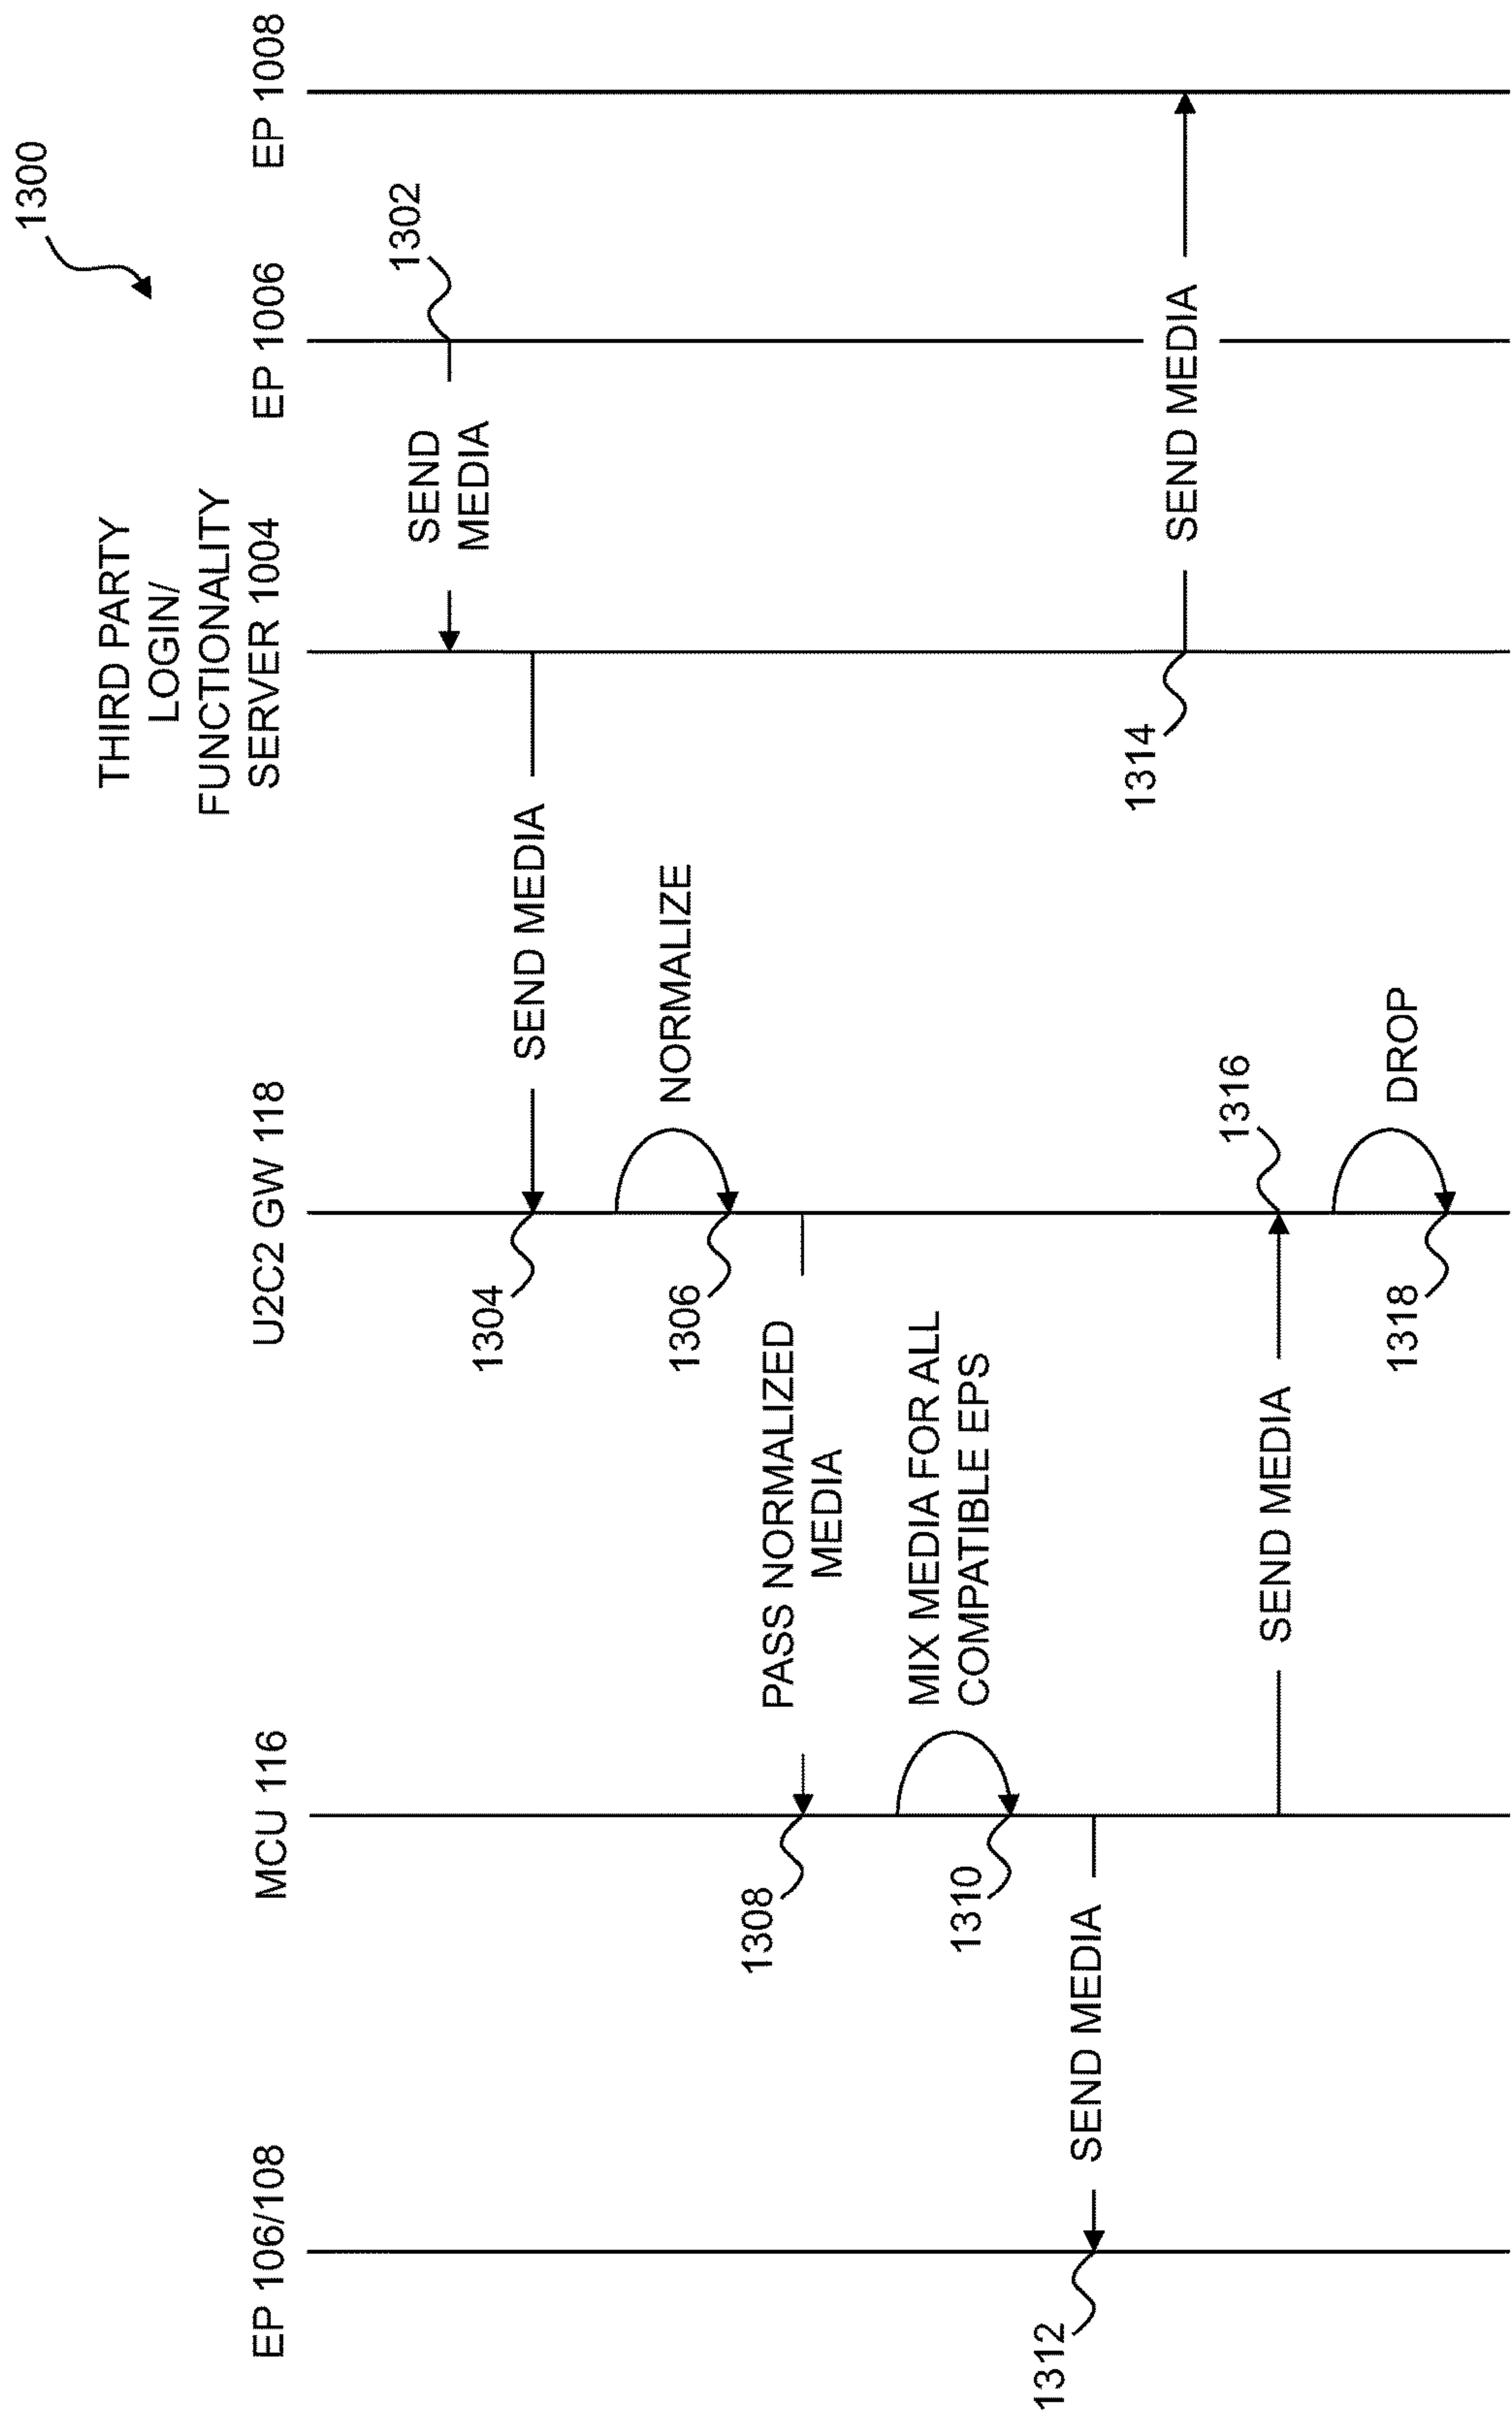 1300
EP 106/108
MCU 116
U2C2 GW 118
THIRD PARTY
LOGIN/
FUNCTIONALITY
SERVER 1004
EP 1006
EP 1008
1302
SEND
MEDIA
SEND MEDIA
1304
NORMALIZE
1306
PASS NORMALIZED
MEDIA
1308
MIX MEDIA FOR ALL
COMPATIBLE EPS
1310
SEND MEDIA
1312
SEND MEDIA
1314
SEND MEDIA
1316
DROP
1318